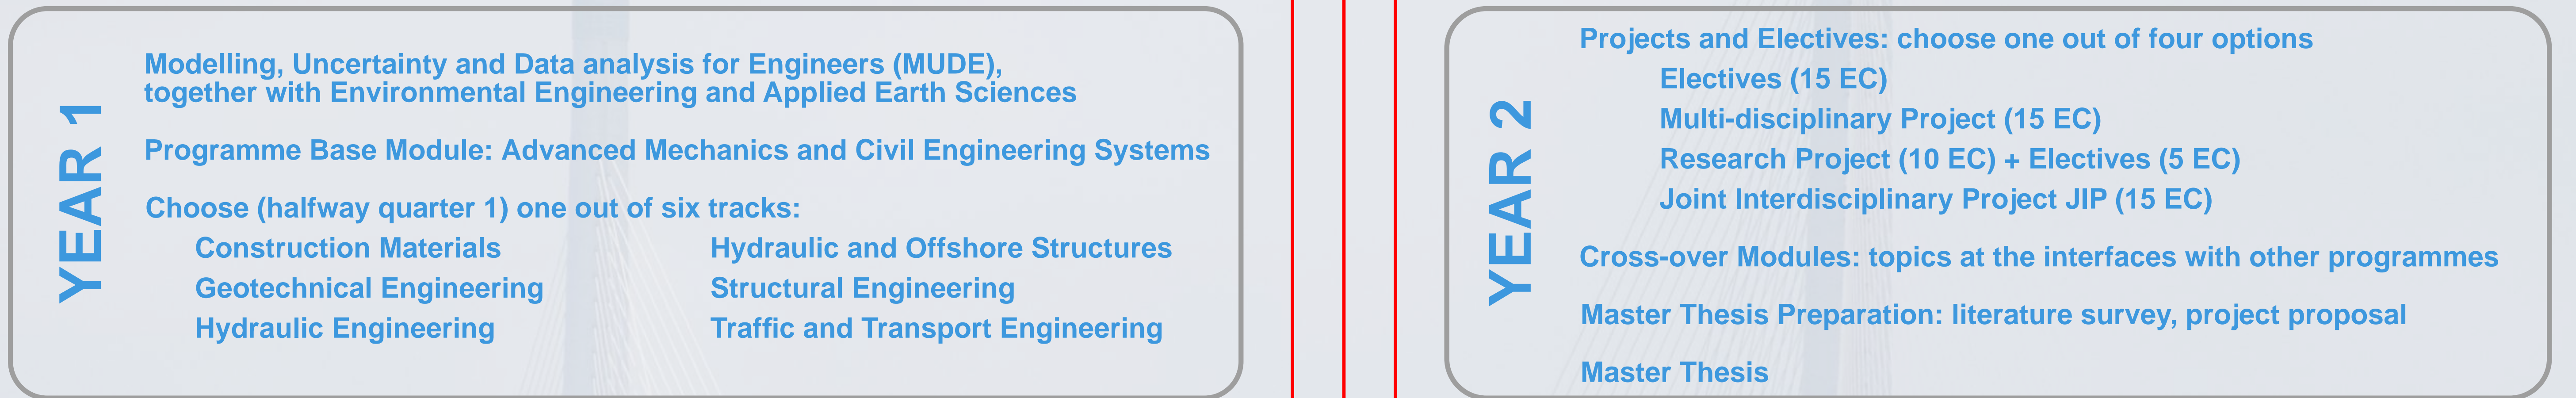 YEAR 1
Modelling, Uncertainty and Data analysis for Engineers (MUDE),
together with Environmental Engineering and Applied Earth Sciences
Programme Base Module: Advanced Mechanics and Civil Engineering Systems
Choose (halfway quarter 1) one out of six tracks:
Construction Materials
Geotechnical Engineering
Hydraulic Engineering
Hydraulic and Offshore Structures
Structural Engineering
Traffic and Transport Engineering
YEAR 2
Projects and Electives: choose one out of four options
Electives (15 EC)
Multi-disciplinary Project (15 EC)
Research Project (10 EC) + Electives (5 EC)
Joint Interdisciplinary Project JIP (15 EC)
Cross-over Modules: topics at the interfaces with other programmes
Master Thesis Preparation: literature survey, project proposal
Master Thesis